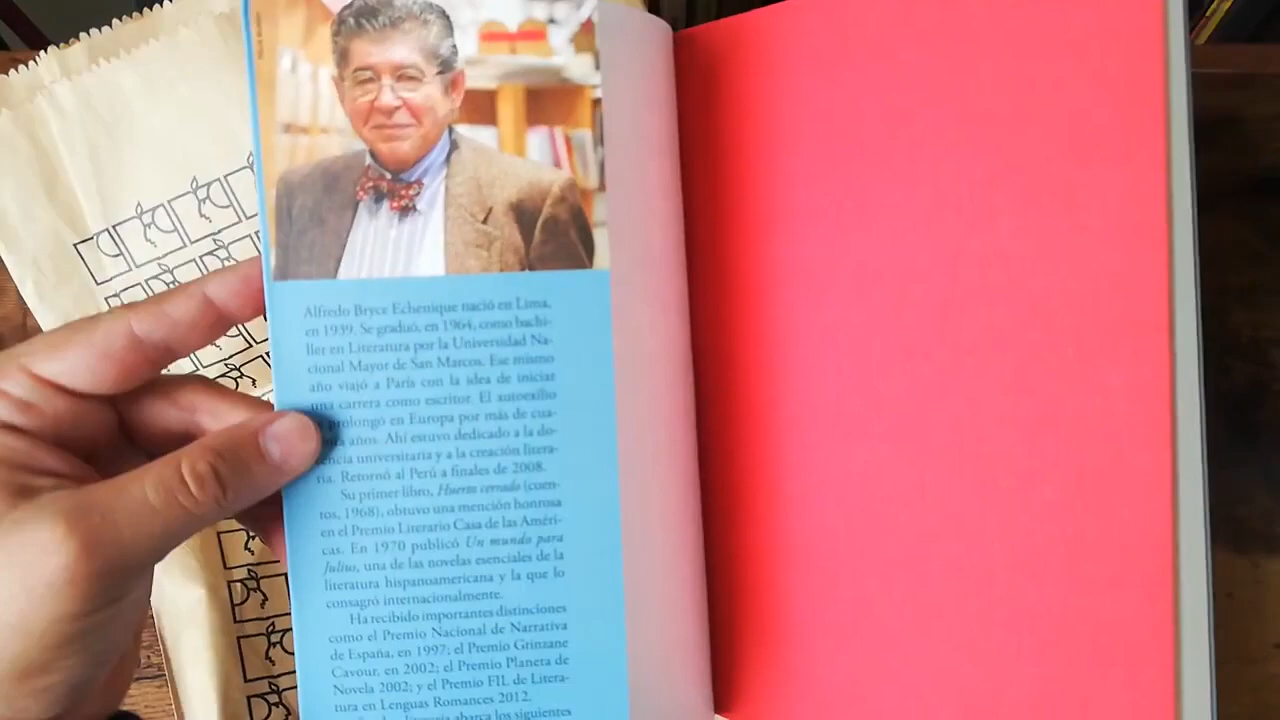 Alfredo Bryce Echenique nació en Lima,
en 1939. Se graduó, en 1964, como bachi-
ller en Literatura por la Universidad Na-
cional Mayor de San Marcos. Ese mismo
año viajó a París con la idea de iniciar
una carrera como escritor. El autoexilio
prolongó en Europa por más de cua-
años. Ahí estuvo dedicado a la do-
cencia universitaria y a la creación litera-
ria. Retornó al Perú a finales de 2008.
Su primer libro, Huerto cerrado (cuen-
tos, 1968), obtuvo una mención honrosa
en el Premio Literario Casa de las Améri-
cas. En 1970 publicó Un mundo para
Julius, una de las novelas esenciales de la
literatura hispanoamericana y la que lo
consagró internacionalmente.
Ha recibido importantes distinciones
como el Premio Nacional de Narrativa
de España, en 1997; el Premio Grinzane
Cavour, en 2002; el Premio Planeta de
Novela 2002; y el Premio FIL de Litera-
tura en Lenguas Romances 2012.
literaria abarca los siguientes